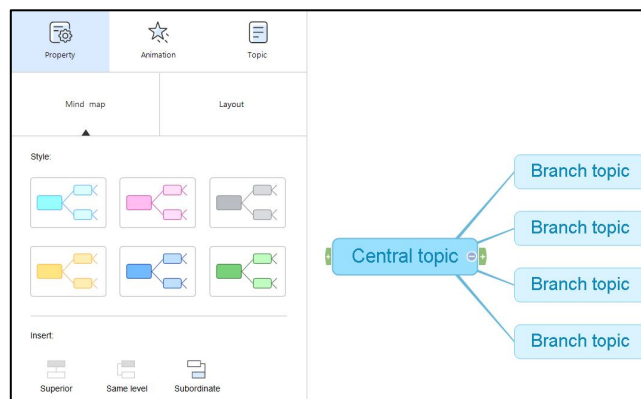 Property Animation Topic
Mind map Layout
Style:
Insert:
Superior Same level Subordinate
Branch topic
Branch topic
Central topic
Branch topic
Branch topic